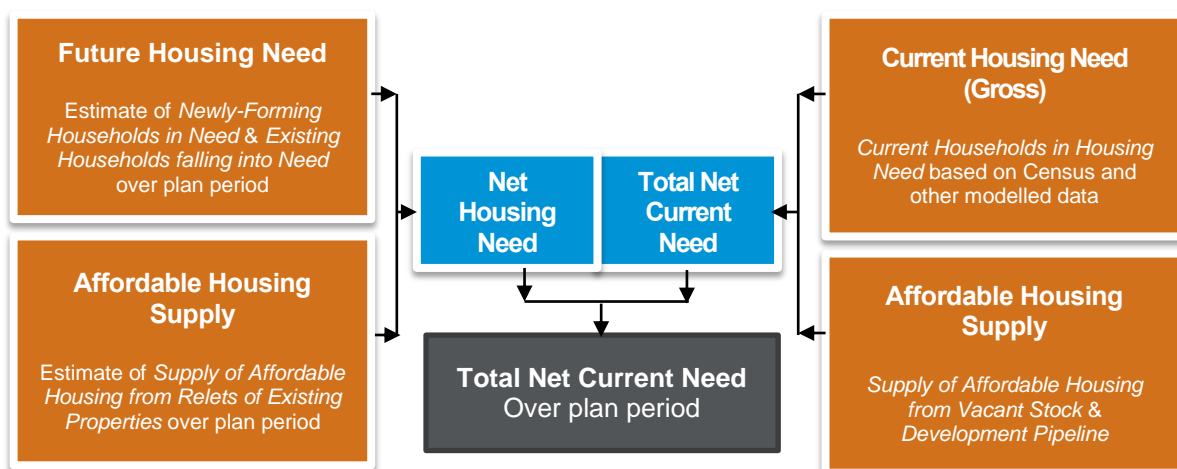 Future Housing Need
Estimate of Newly-Forming
Households in Need & Existing
Households falling into Need
over plan period
Affordable Housing
Supply
Estimate of Supply of Affordable
Housing from Relets of Existing
Properties over plan period
Net
Housing
Need
Total Net
Current
Need
Total Net Current Need
Over plan period
Current Housing Need
(Gross)
Current Households in Housing
Need based on Census and
other modelled data
Affordable Housing
Supply
Supply of Affordable Housing
from Vacant Stock &
Development Pipeline